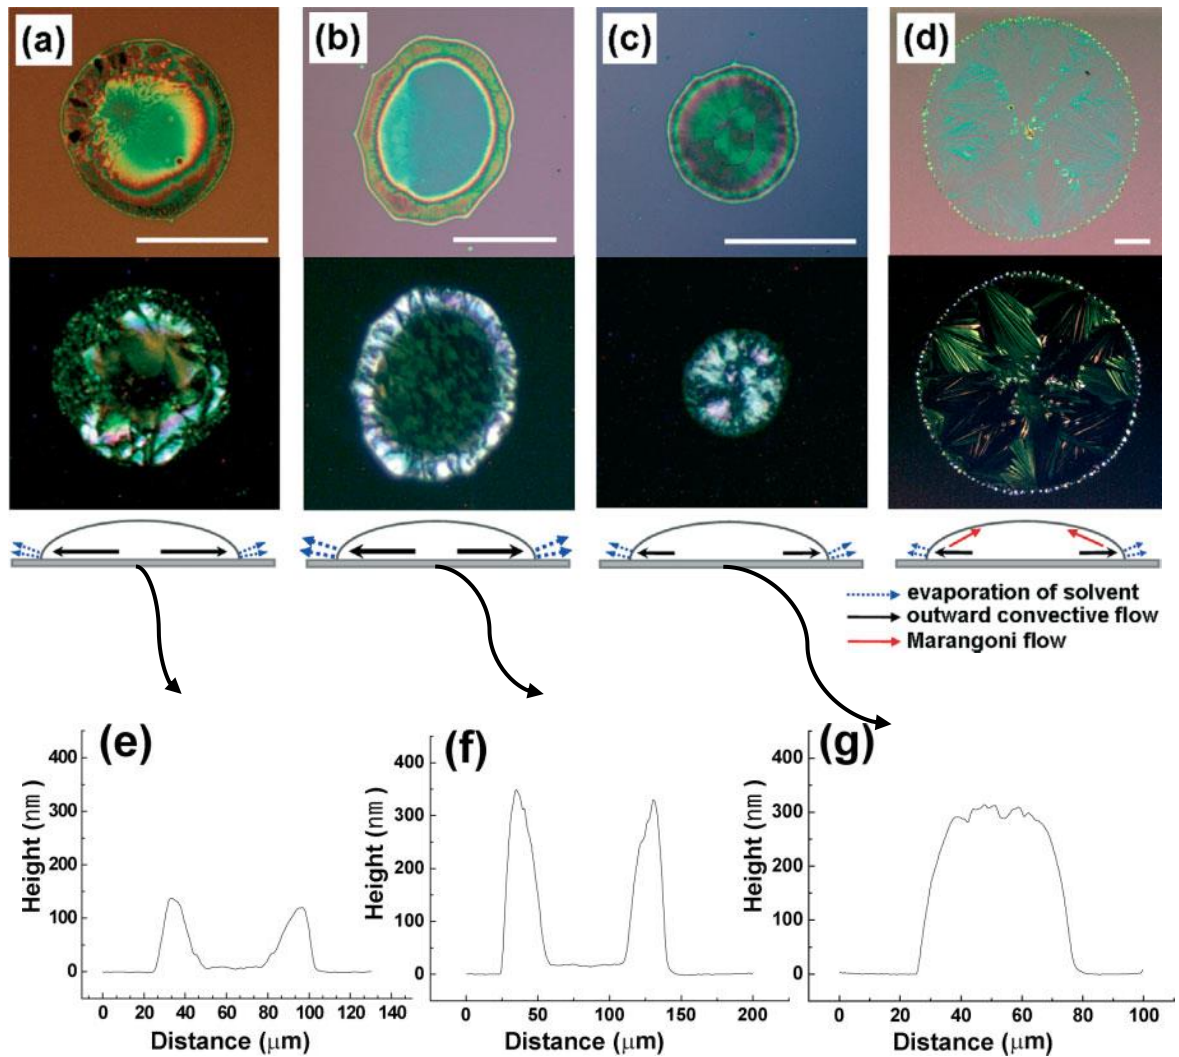 (a) (b) (c) (d)
evaporation of solvent
outward convective flow
Marangoni flow
(e) (f) (g)
400 400 400
300 300 300
200 200 200
100 100 100
0 0 0
Height (nm) Height (nm) Height (nm)
0 20 40 60 80 100 120 140 0 50 100 150 200 0 20 40 60 80 100
Distance (μm) Distance (μm) Distance (μm)